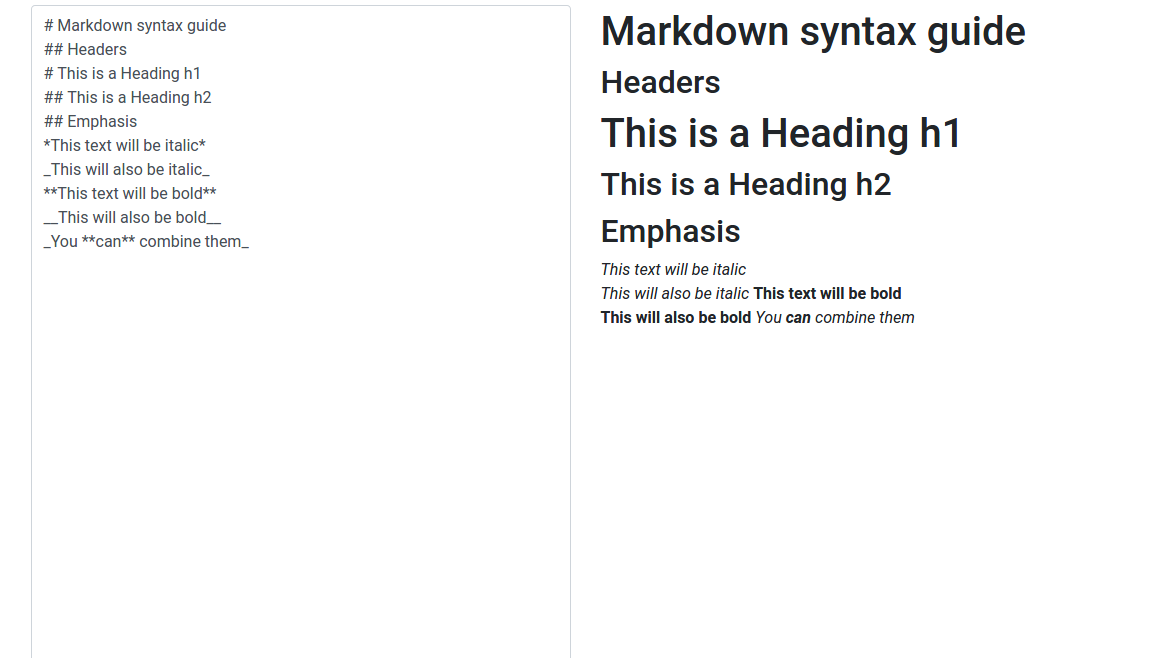 # Markdown syntax guide
## Headers
# This is a Heading h1
## This is a Heading h2
## Emphasis
*This text will be italic*
_This will also be italic_
**This text will be bold**
__This will also be bold__
_You **can** combine them_
Markdown syntax guide
Headers
This is a Heading h1
This is a Heading h2
Emphasis
This text will be italic
This will also be italic This text will be bold
This will also be bold You can combine them